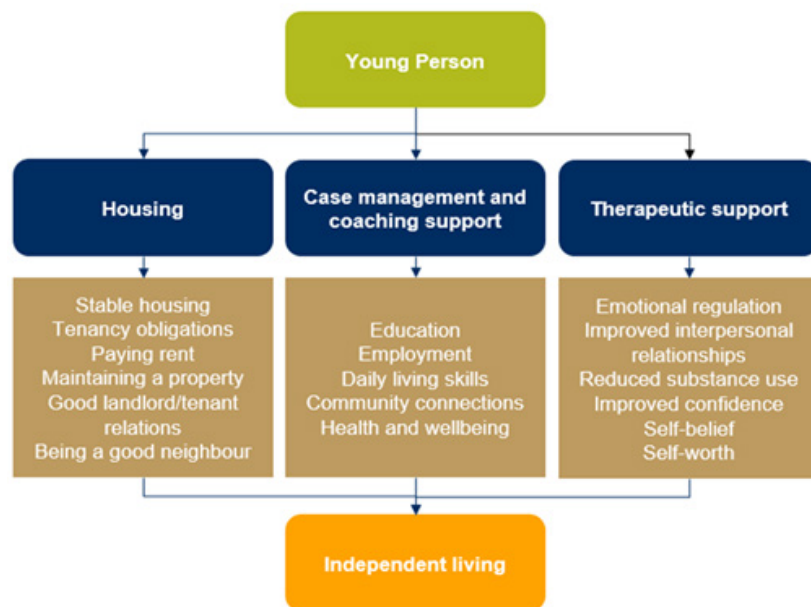 Young Person
Housing
Case management and
coaching support
Therapeutic support
Stable housing
Tenancy obligations
Paying rent
Maintaining a property
Good landlord/tenant
relations
Being a good neighbour
Education
Employment
Daily living skills
Community connections
Health and wellbeing
Emotional regulation
Improved interpersonal
relationships
Reduced substance use
Improved confidence
Self-belief
Self-worth
Independent living